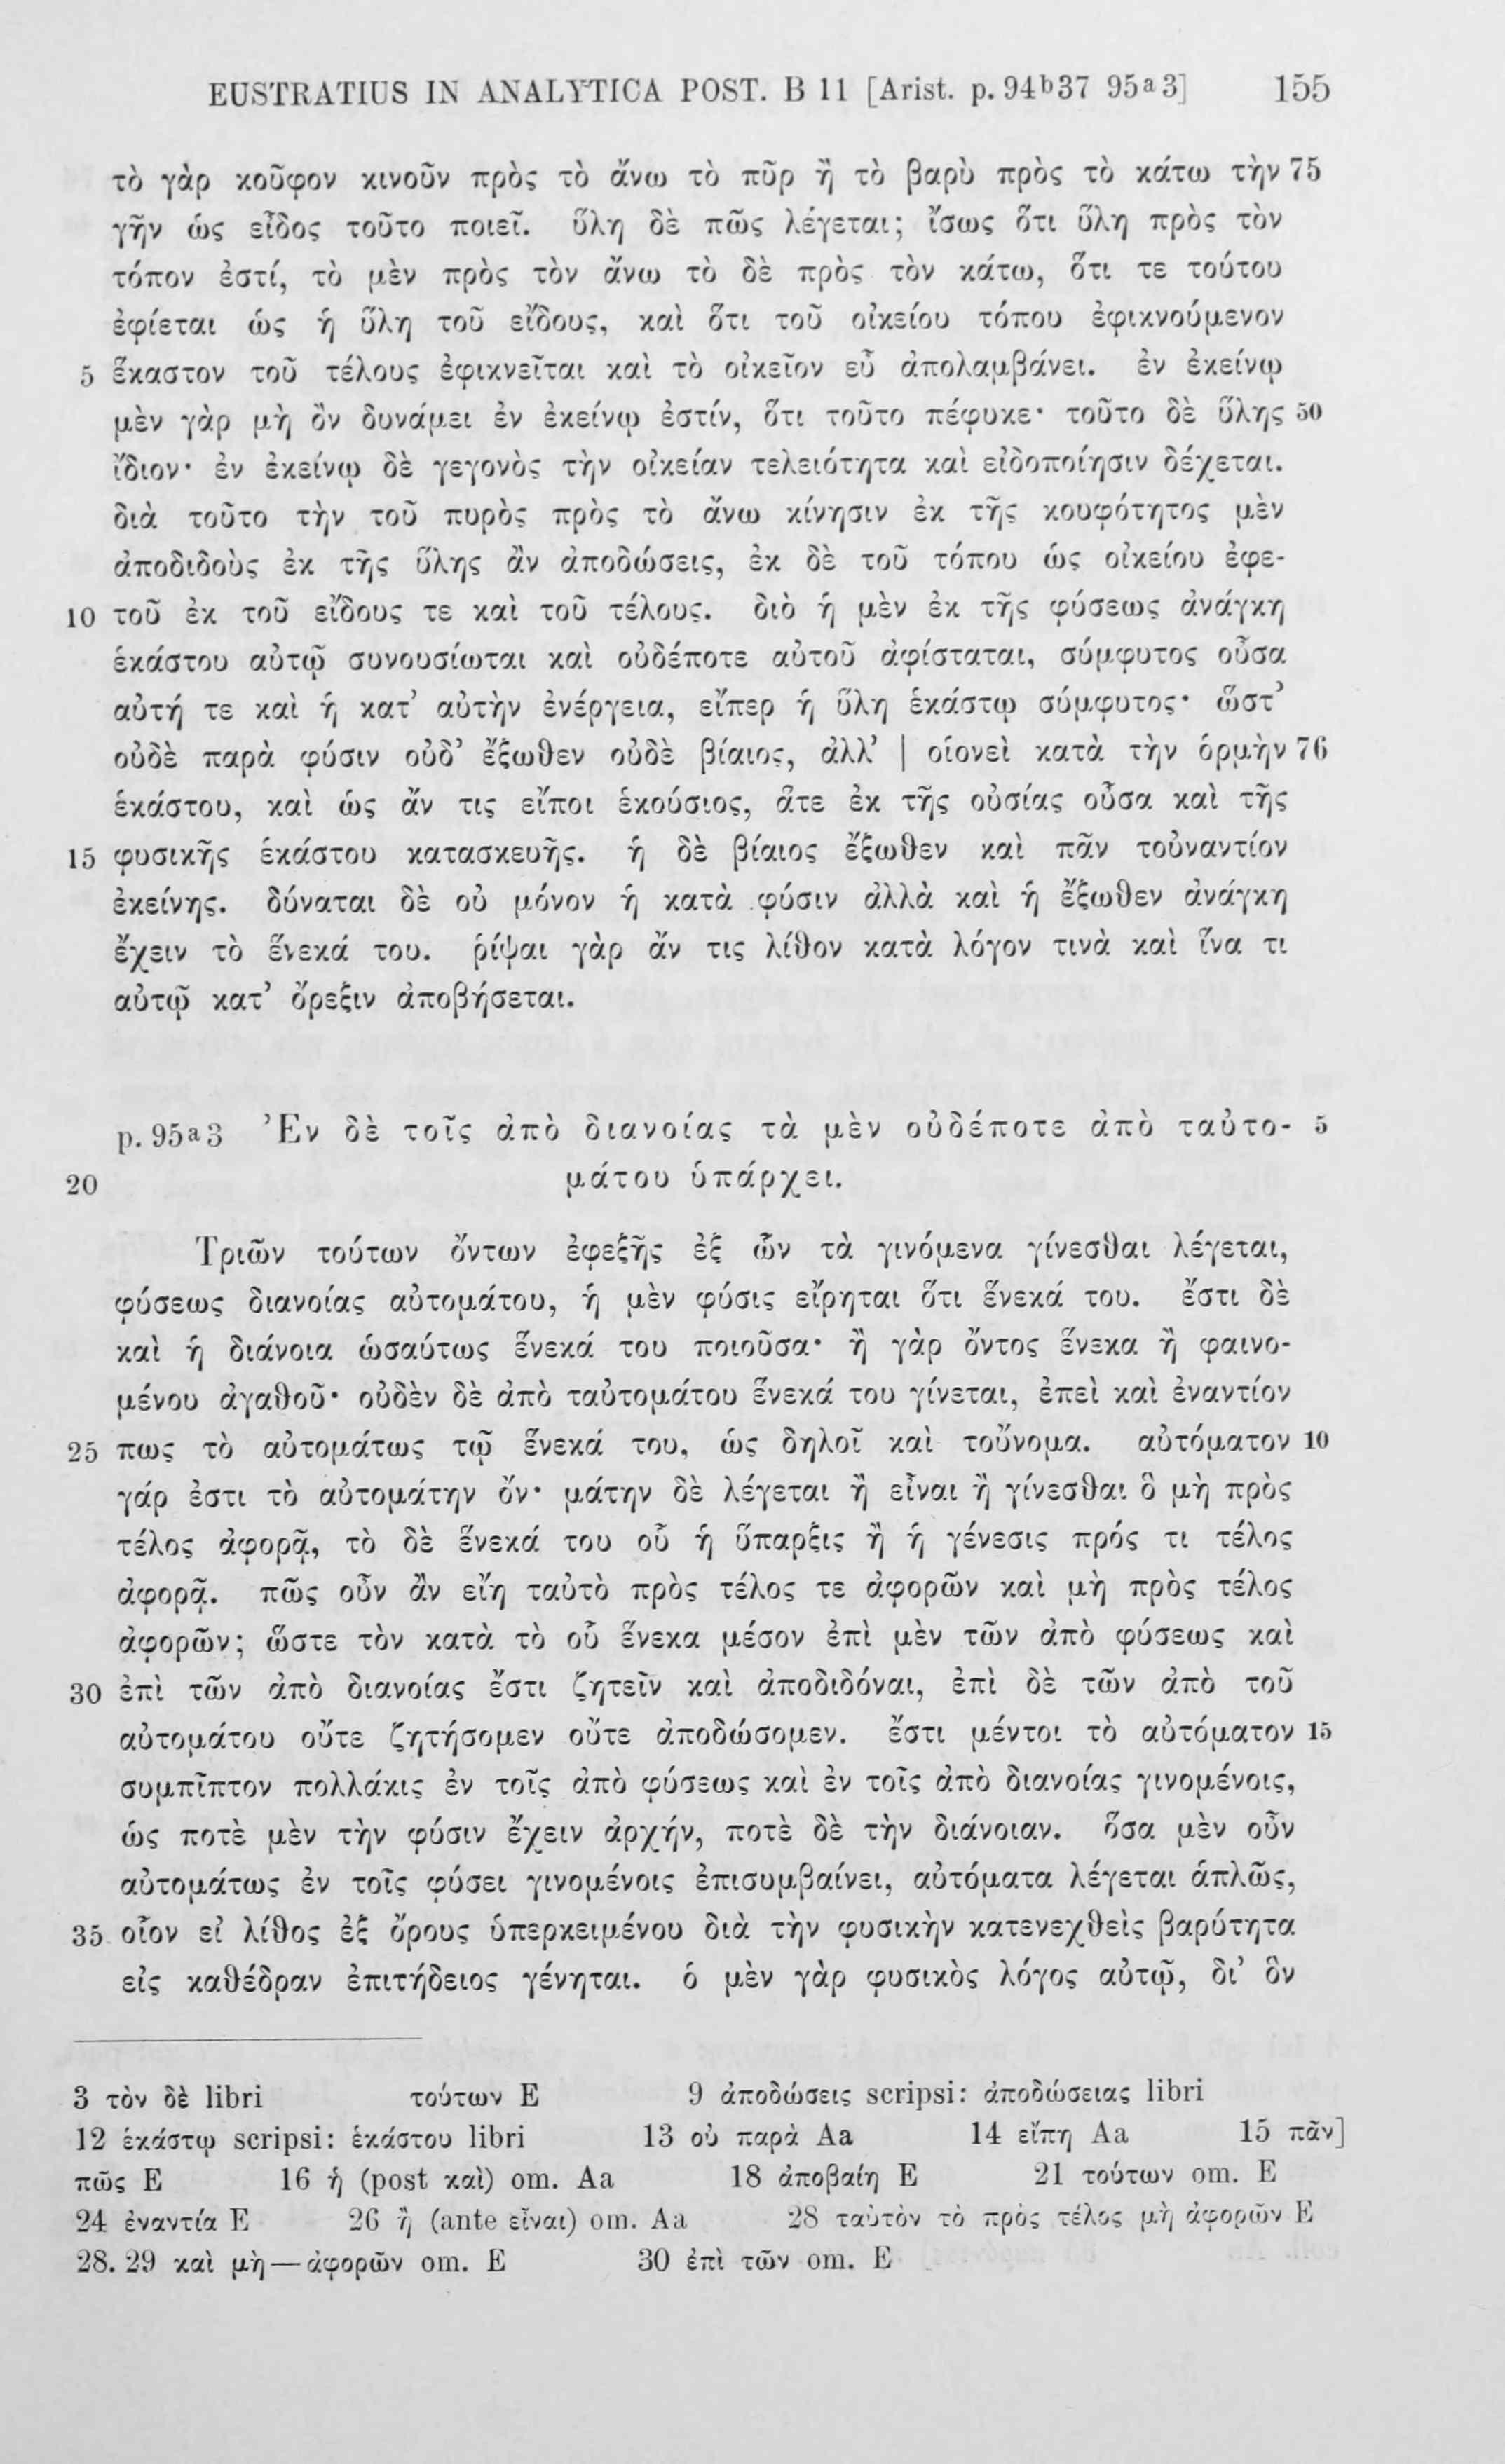 EUSTRATIUS IN ANALYTICA POST. B 11 [Arist. p. 94b37 95a3] 155
τὸ γὰρ κοῦφον κινοῦν πρὸς τὸ ἄνω τὸ πῦρ ἢ τὸ βαρὺ πρὸς τὸ κάτω τὴν 75
γῆν ὡς εἶδος τοῦτο ποιεῖ. ὕλη δὲ πῶς λέγεται; ἴσως ὅτι ὕλη πρὸς τὸν
τόπον ἐστί, τὸ μὲν πρὸς τὸν ἄνω τὸ δὲ πρὸς τὸν κάτω, ὅτι τε τούτου
ἐφίεται ὡς ἡ ὕλη τοῦ εἴδους, καὶ ὅτι τοῦ οἰκείου τόπου ἐφικνούμενον
5 ἕκαστον τοῦ τέλους ἐφικνεῖται καὶ τὸ οἰκεῖον εὖ ἀπολαμβάνει. ἐν ἐκείνῳ
μὲν γὰρ μὴ ὂν δυνάμει ἐν ἐκείνῳ ἐστίν, ὅτι τοῦτο πέφυκε· τοῦτο δὲ ὕλης 50
ἴδιον· ἐν ἐκείνῳ δὲ γεγονὸς τὴν οἰκείαν τελειότητα καὶ εἰδοποίησιν δέχεται.
διὰ τοῦτο τὴν τοῦ πυρὸς πρὸς τὸ ἄνω κίνησιν ἐκ τῆς κουφότητος μὲν
ἀποδιδοὺς ἐκ τῆς ὕλης ἂν ἀποδώσεις, ἐκ δὲ τοῦ τόπου ὡς οἰκείου ἐφε-
10 τοῦ ἐκ τοῦ εἴδους τε καὶ τοῦ τέλους. διὸ ἡ μὲν ἐκ τῆς φύσεως ἀνάγκη
ἑκάστου αὐτῷ συνουσίωται καὶ οὐδέποτε αὐτοῦ ἀφίσταται, σύμφυτος οὖσα
αὐτή τε καὶ ἡ κατ’ αὐτὴν ἐνέργεια, εἴπερ ἡ ὕλη ἑκάστῳ σύμφυτος· ὥστ’
οὐδὲ παρὰ φύσιν οὐδ’ ἔξωθεν οὐδὲ βίαιος, ἀλλ’ | οἱονεὶ κατὰ τὴν ὁρμὴν 76
ἑκάστου, καὶ ὡς ἄν τις εἴποι ἑκούσιος, ἅτε ἐκ τῆς οὐσίας οὖσα καὶ τῆς
15 φυσικῆς ἑκάστου κατασκευῆς. ἡ δὲ βίαιος ἔξωθεν καὶ πᾶν τοὐναντίον
ἐκείνης. δύναται δὲ οὐ μόνον ἡ κατὰ φύσιν ἀλλὰ καὶ ἡ ἔξωθεν ἀνάγκη
ἔχειν τὸ ἕνεκά του. ῥίψαι γὰρ ἄν τις λίθον κατὰ λόγον τινὰ καὶ ἵνα τι
αὐτῷ κατ’ ὄρεξιν ἀποβήσεται.
p. 95a3 Ἐν δὲ τοῖς ἀπὸ διανοίας τὰ μὲν οὐδέποτε ἀπὸ ταὐτο- 5
20 μάτου ὑπάρχει.
Τριῶν τούτων ὄντων ἐφεξῆς ἐξ ὧν τὰ γινόμενα γίνεσθαι λέγεται,
φύσεως διανοίας αὐτομάτου, ἡ μὲν φύσις εἴρηται ὅτι ἕνεκά του. ἔστι δὲ
καὶ ἡ διάνοια ὡσαύτως ἕνεκά του ποιοῦσα· ἢ γὰρ ὄντος ἕνεκα ἢ φαινο-
μένου ἀγαθοῦ· οὐδὲν δὲ ἀπὸ ταὐτομάτου ἕνεκά του γίνεται, ἐπεὶ καὶ ἐναντίον
25 πως τὸ αὐτομάτως τῷ ἕνεκά του, ὡς δηλοῖ καὶ τοὔνομα. αὐτόματον 10
γάρ ἐστι τὸ αὐτομάτην ὄν· μάτην δὲ λέγεται ἢ εἶναι ἢ γίνεσθαι ὃ μὴ πρὸς
τέλος ἀφορᾷ, τὸ δὲ ἕνεκά του οὗ ἡ ὕπαρξις ἢ ἡ γένεσις πρός τι τέλος
ἀφορᾷ. πῶς οὖν ἂν εἴη ταὐτὸ πρὸς τέλος τε ἀφορῶν καὶ μὴ πρὸς τέλος
ἀφορῶν; ὥστε τὸν κατὰ τὸ οὗ ἕνεκα μέσον ἐπὶ μὲν τῶν ἀπὸ φύσεως καὶ
30 ἐπὶ τῶν ἀπὸ διανοίας ἔστι ζητεῖν καὶ ἀποδιδόναι, ἐπὶ δὲ τῶν ἀπὸ τοῦ
αὐτομάτου οὔτε ζητήσομεν οὔτε ἀποδώσομεν. ἔστι μέντοι τὸ αὐτόματον 15
συμπῖπτον πολλάκις ἐν τοῖς ἀπὸ φύσεως καὶ ἐν τοῖς ἀπὸ διανοίας γινομένοις,
ὡς ποτὲ μὲν τὴν φύσιν ἔχειν ἀρχήν, ποτὲ δὲ τὴν διάνοιαν. ὅσα μὲν οὖν
αὐτομάτως ἐν τοῖς φύσει γινομένοις ἐπισυμβαίνει, αὐτόματα λέγεται ἁπλῶς,
35 οἷον εἰ λίθος ἐξ ὄρους ὑπερκειμένου διὰ τὴν φυσικὴν κατενεχθεὶς βαρύτητα
εἰς καθέδραν ἐπιτήδειος γένηται. ὁ μὲν γὰρ φυσικὸς λόγος αὐτῷ, δι’ ὃν
3 τὸν δὲ libri τούτων E 9 ἀποδώσεις scripsi: ἀποδώσειας libri
12 ἑκάστῳ scripsi: ἑκάστου libri 13 οὐ παρὰ Aa 14 εἴπῃ Aa 15 πᾶν]
πῶς E 16 ἡ (post καὶ) om. Aa 18 ἀποβαίη E 21 τούτων om. E
24 ἐναντία E 26 ἢ (ante εἶναι) om. Aa 28 ταὐτὸν τὸ πρὸς τέλος μὴ ἀφορῶν E
28. 29 καὶ μὴ — ἀφορῶν om. E 30 ἐπὶ τῶν om. E